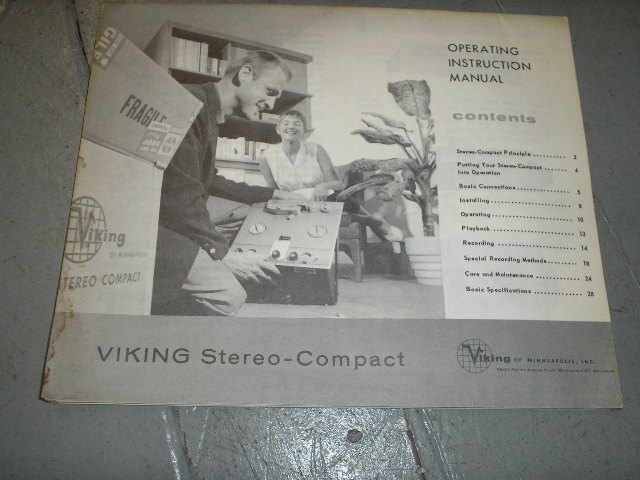 OPERATING
INSTRUCTION
MANUAL
contents
Stereo-Compact Principle ........... 2
Putting Your Stereo-Compact ....... 4
Into Operation
Basic Connections ............... 5
Installing ....................... 8
Operating ....................... 10
Playback ....................... 12
Recording ...................... 14
Special Recording Methods ........ 18
Care and Maintenance ............ 24
Basic Specifications ............. 28
FRAGILE
Viking
OF MINNEAPOLIS
STEREO COMPACT
VIKING Stereo-Compact
Viking OF MINNEAPOLIS, INC.